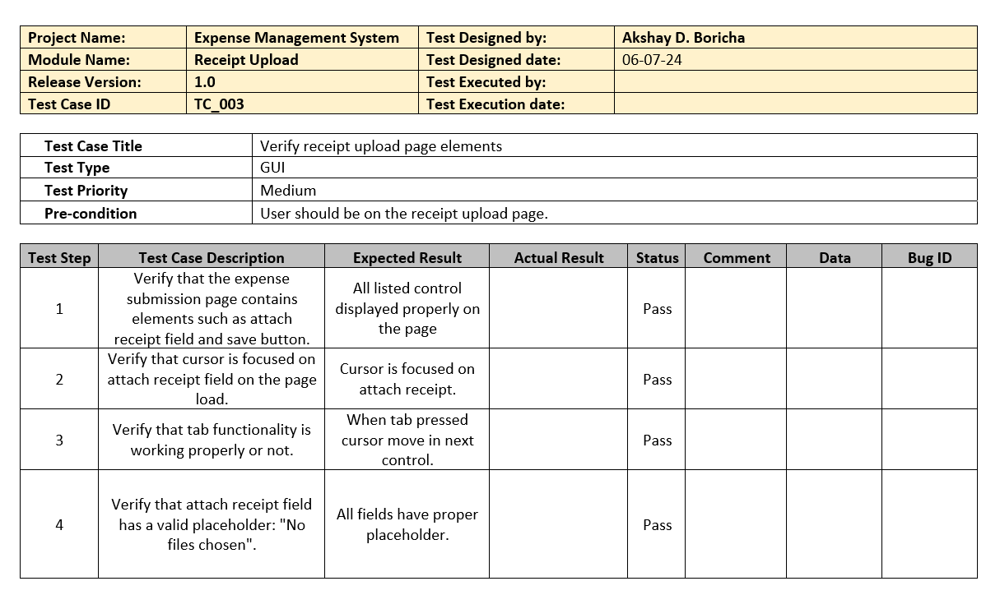 Project Name: Expense Management System Test Designed by: Akshay D. Boricha
Module Name: Receipt Upload Test Designed date: 06-07-24
Release Version: 1.0 Test Executed by:
Test Case ID TC_003 Test Execution date:
Test Case Title Verify receipt upload page elements
Test Type GUI
Test Priority Medium
Pre-condition User should be on the receipt upload page.
Test Step Test Case Description Expected Result Actual Result Status Comment Data Bug ID
1
Verify that the expense
submission page contains
elements such as attach
receipt field and save button.
All listed control
displayed properly on
the page
Pass
2
Verify that cursor is focused on
attach receipt field on the page
load.
Cursor is focused on
attach receipt.
Pass
3
Verify that tab functionality is
working properly or not.
When tab pressed
cursor move in next
control.
Pass
4
Verify that attach receipt field
has a valid placeholder: "No
files chosen".
All fields have proper
placeholder.
Pass